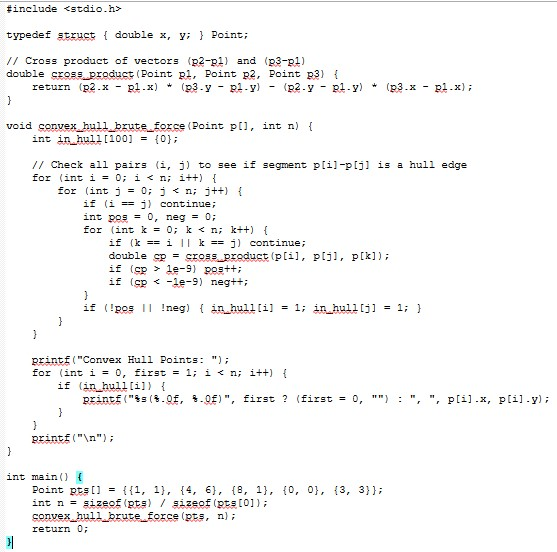 #include <stdio.h>

typedef struct { double x, y; } Point;

// Cross product of vectors (p2-p1) and (p3-p1)
double cross_product(Point p1, Point p2, Point p3) {
    return (p2.x - p1.x) * (p3.y - p1.y) - (p2.y - p1.y) * (p3.x - p1.x);
}

void convex_hull_brute_force(Point p[], int n) {
    int in_hull[100] = {0};

    // Check all pairs (i, j) to see if segment p[i]-p[j] is a hull edge
    for (int i = 0; i < n; i++) {
        for (int j = 0; j < n; j++) {
            if (i == j) continue;
            int pos = 0, neg = 0;
            for (int k = 0; k < n; k++) {
                if (k == i || k == j) continue;
                double cp = cross_product(p[i], p[j], p[k]);
                if (cp > 1e-9) pos++;
                if (cp < -1e-9) neg++;
            }
            if (!pos || !neg) { in_hull[i] = 1; in_hull[j] = 1; }
        }
    }

    printf("Convex Hull Points: ");
    for (int i = 0, first = 1; i < n; i++) {
        if (in_hull[i]) {
            printf("%s(%.0f, %.0f)", first ? (first = 0, "") : ", ", p[i].x, p[i].y);
        }
    }
    printf("\n");
}

int main() {
    Point pts[] = {{1, 1}, {4, 6}, {8, 1}, {0, 0}, {3, 3}};
    int n = sizeof(pts) / sizeof(pts[0]);
    convex_hull_brute_force(pts, n);
    return 0;
}